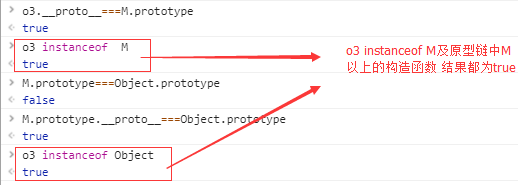 > o3.__proto__===M.prototype
< true
> o3 instanceof  M
< true
> M.prototype===Object.prototype
< false
> M.prototype.__proto__===Object.prototype
< true
> o3 instanceof Object
< true
o3 instanceof M及原型链中M
以上的构造函数 结果都为true